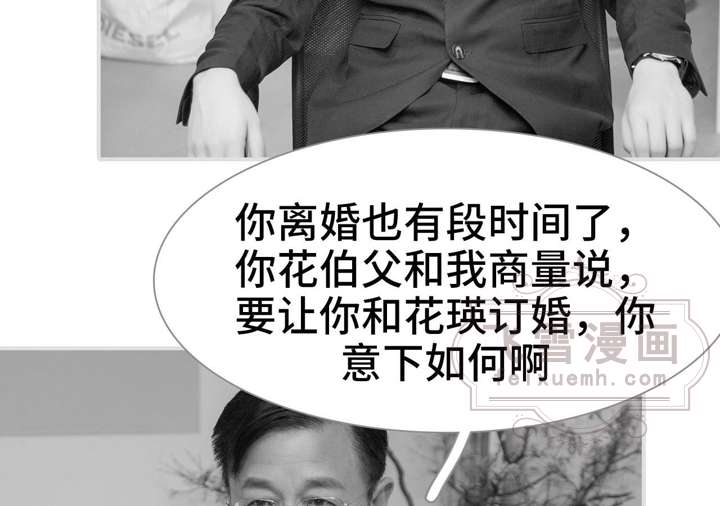 DIESEL
你离婚也有段时间了，
你花伯父和我商量说，
要让你和花瑛订婚，你
意下如何啊
飞雪漫画
feixuemh.com